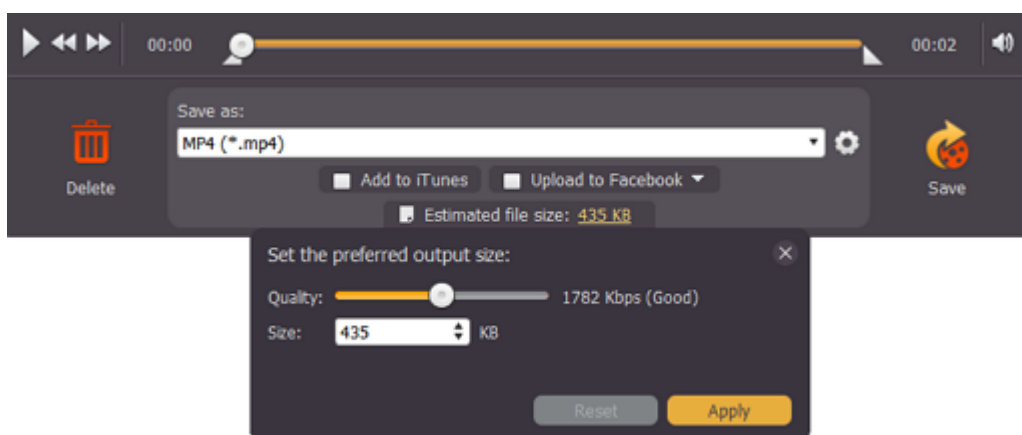 00:00 00:02
Save as:
MP4 (*.mp4)
Delete
Add to iTunes Upload to Facebook
Save
Estimated file size: 435 KB
Set the preferred output size:
Quality: 1782 Kbps (Good)
Size: 435 KB
Reset Apply